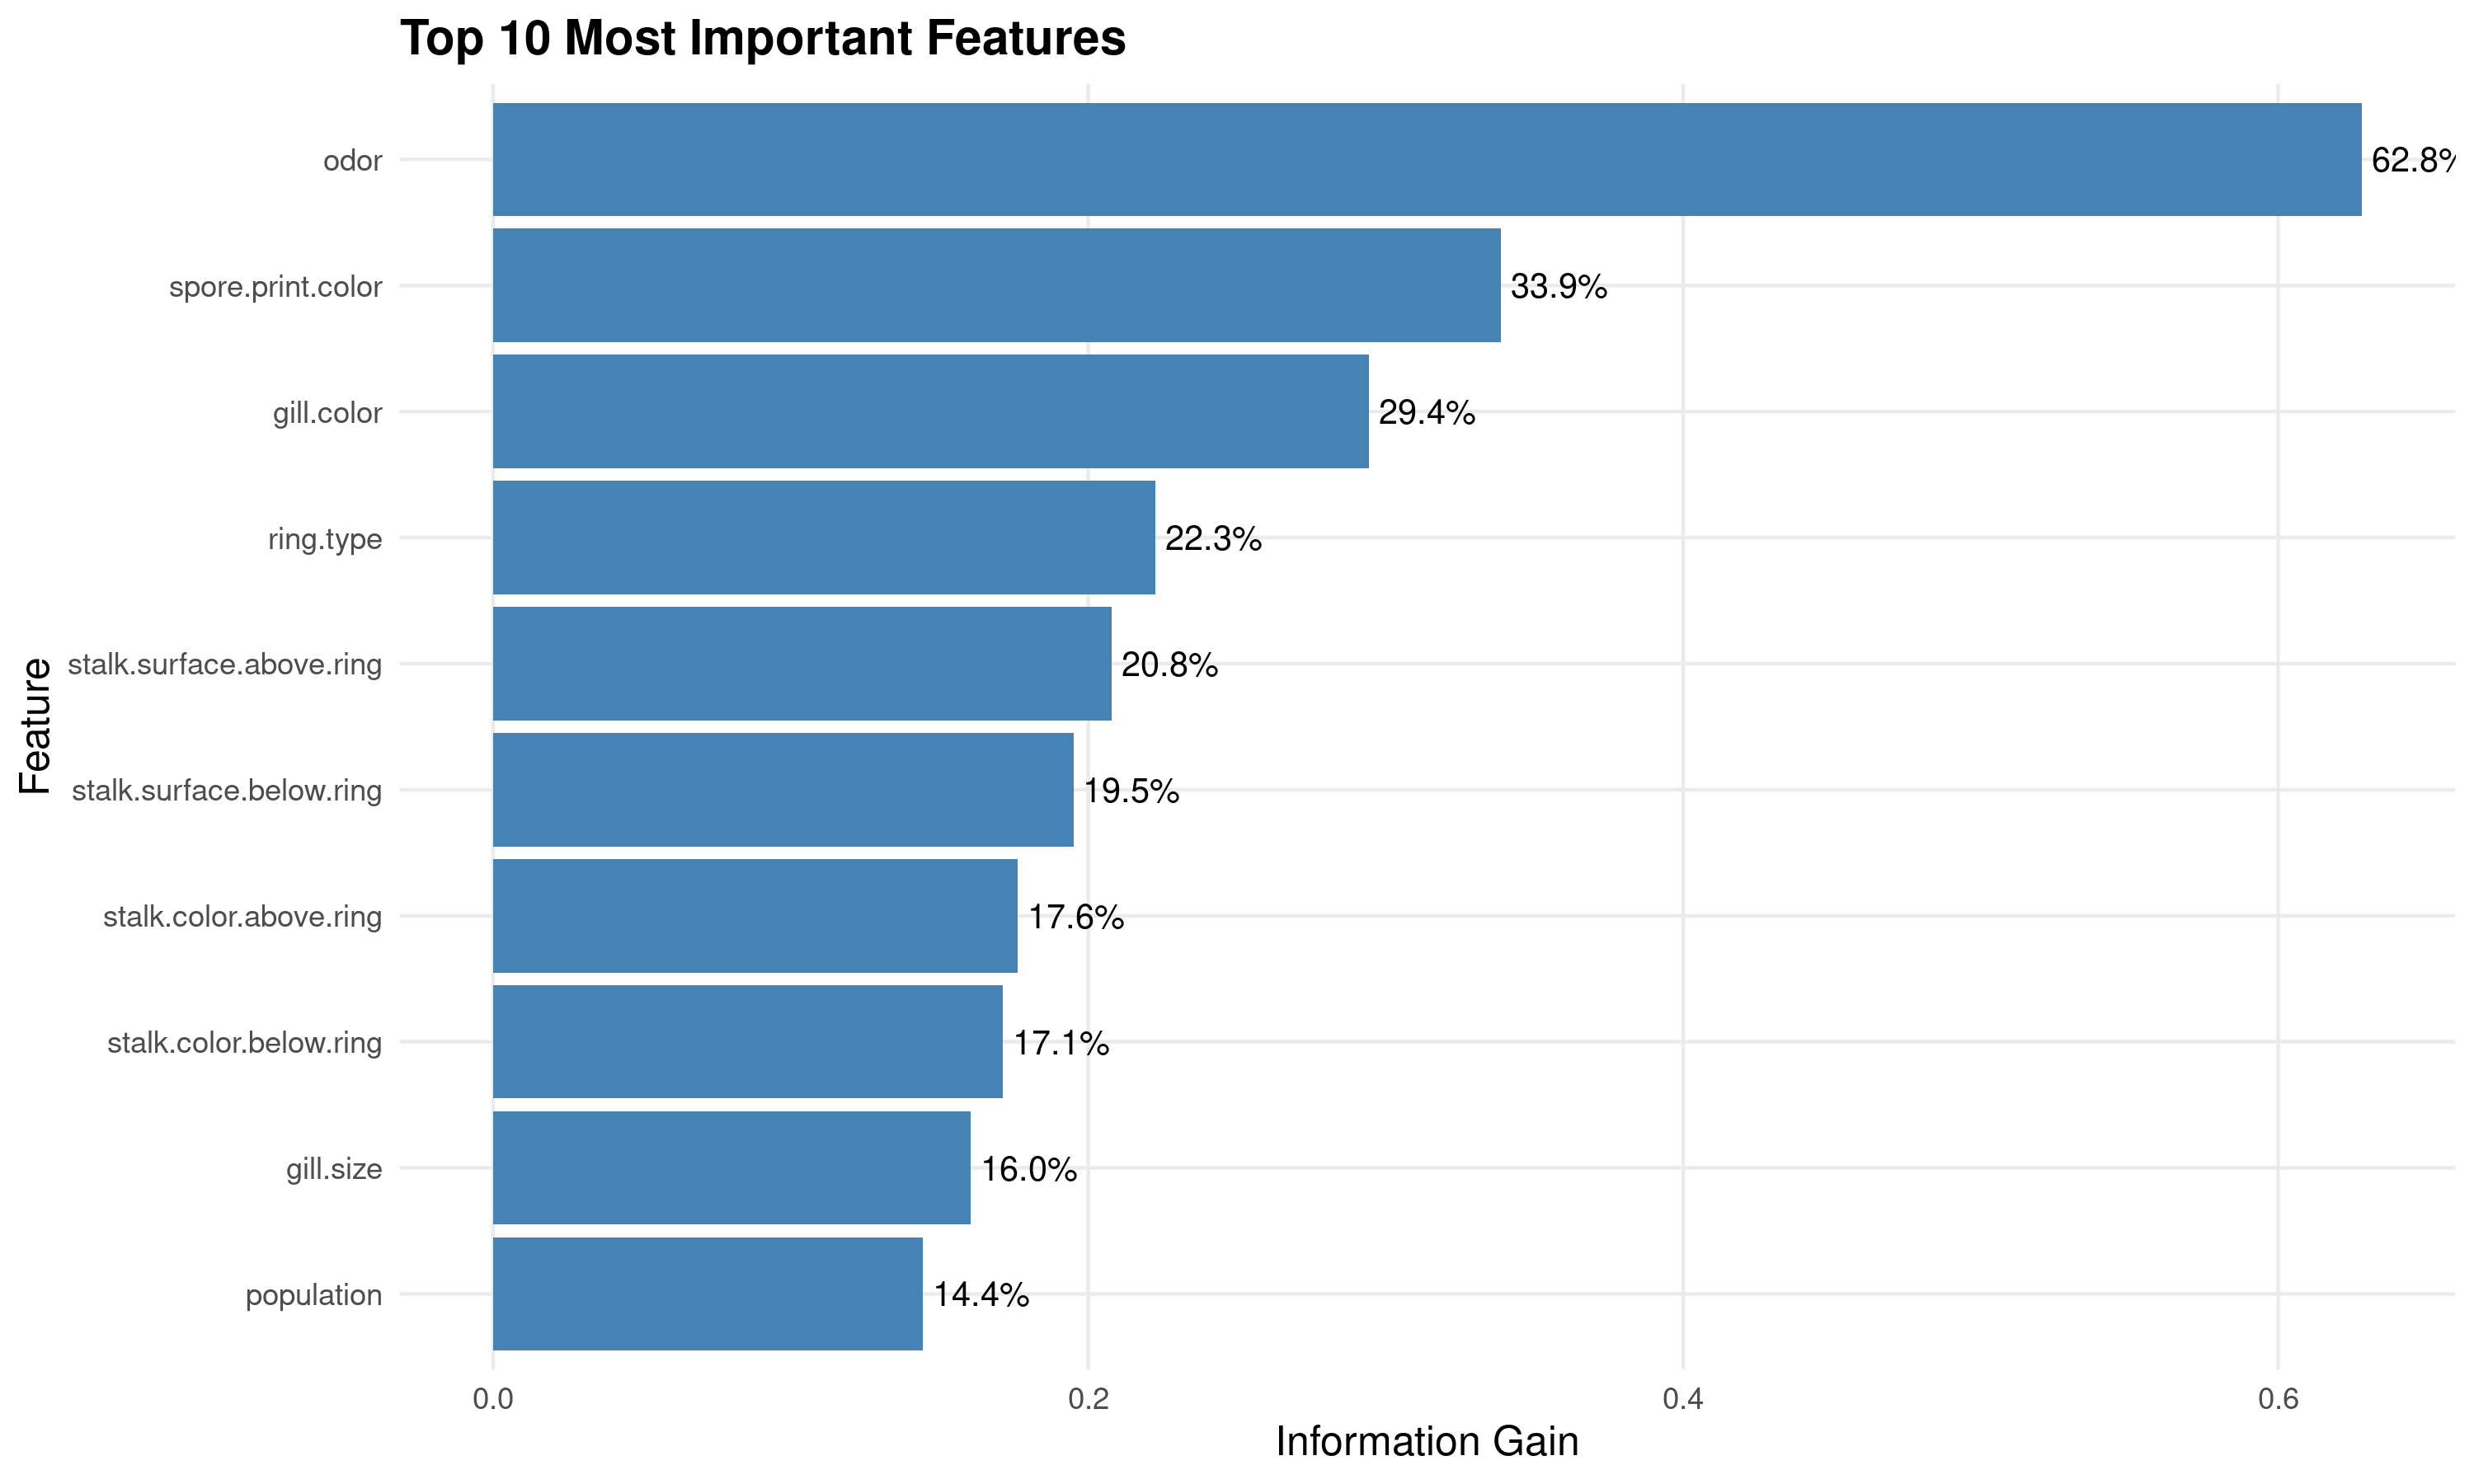 Top 10 Most Important Features
Feature
odor
62.8%
spore.print.color
33.9%
gill.color
29.4%
ring.type
22.3%
stalk.surface.above.ring
20.8%
stalk.surface.below.ring
19.5%
stalk.color.above.ring
17.6%
stalk.color.below.ring
17.1%
gill.size
16.0%
population
14.4%
0.0 0.2 0.4 0.6
Information Gain